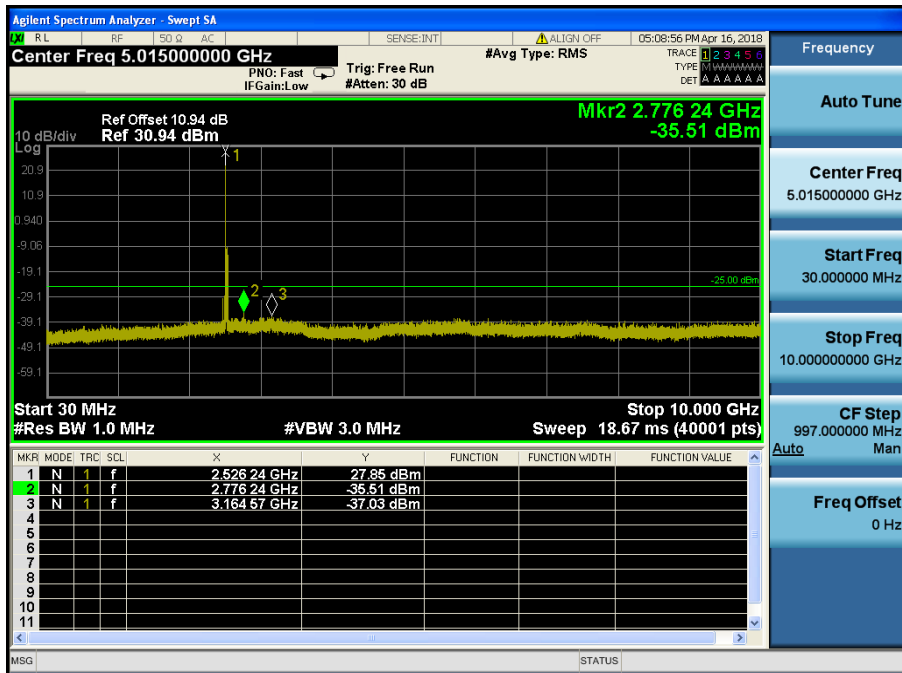 Agilent Spectrum Analyzer - Swept SA
LXI RL RF 50 Ω AC SENSE:INT ALIGN OFF 05:08:56 PM Apr 16, 2018
Center Freq 5.015000000 GHz #Avg Type: RMS TRACE 1 2 3 4 5 6
PNO: Fast Trig: Free Run TYPE M WWWWW
IFGain:Low #Atten: 30 dB DET A A A A A A
Mkr2 2.776 24 GHz
-35.51 dBm
Ref Offset 10.94 dB
10 dB/div Ref 30.94 dBm
Log
1
20.9
10.9
0.940
-9.06
-19.1
-25.00 dBm
-29.1
2
3
-39.1
-49.1
-59.1
Start 30 MHz Stop 10.000 GHz
#Res BW 1.0 MHz #VBW 3.0 MHz Sweep 18.67 ms (40001 pts)
MKR MODE TRC SCL X Y FUNCTION FUNCTION WIDTH FUNCTION VALUE
1 N 1 f 2.526 24 GHz 27.85 dBm
2 N 1 f 2.776 24 GHz -35.51 dBm
3 N 1 f 3.164 57 GHz -37.03 dBm
4
5
6
7
8
9
10
11
MSG STATUS
Frequency
Auto Tune
Center Freq
5.015000000 GHz
Start Freq
30.000000 MHz
Stop Freq
10.000000000 GHz
CF Step
997.000000 MHz
Auto Man
Freq Offset
0 Hz